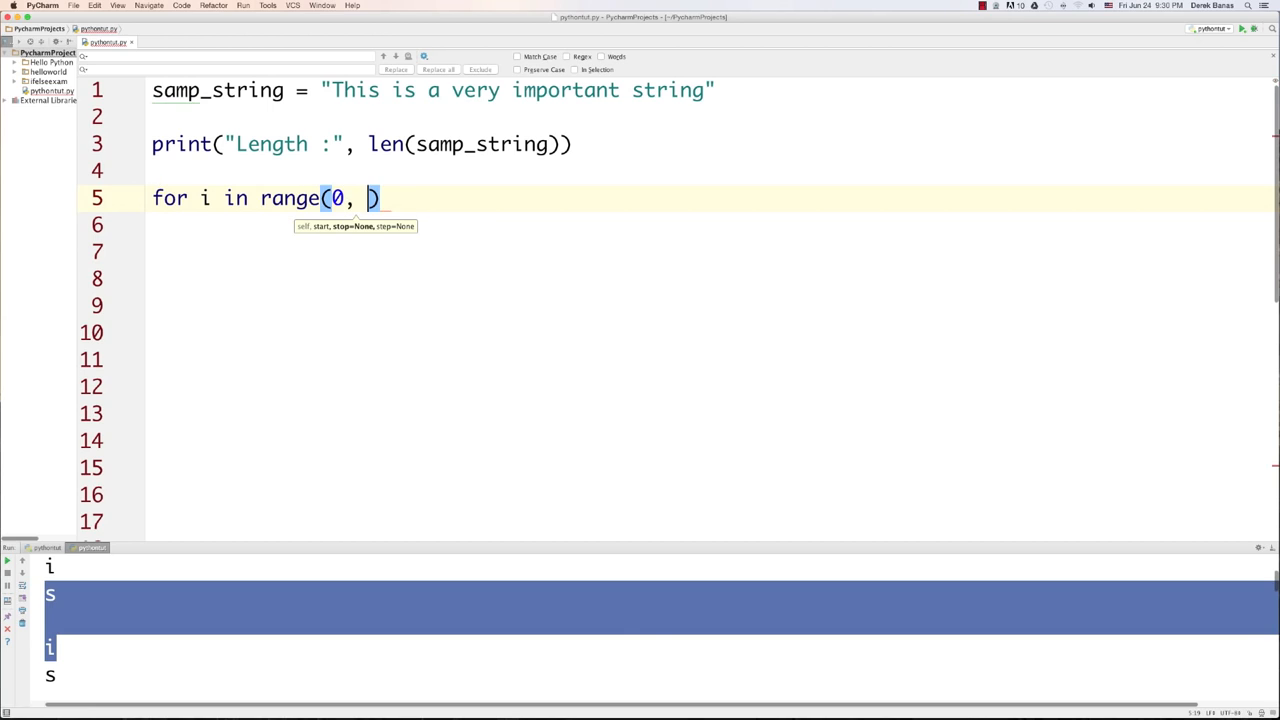 PyCharm File Edit View Navigate Code Refactor Run Tools VCS Window Help
10 Fri Jun 24 9:30 PM Derek Banas
pythontut.py - PycharmProjects - [~/PycharmProjects]
PycharmProjects pythontut.py
pythontut
pythontut.py
PycharmProject
Hello Python
helloworld
ifelseexam
pythontut.py
External Librarie
Match Case Regex Words
Replace Replace all Exclude Preserve Case In Selection
1 samp_string = "This is a very important string"
2
3 print("Length :", len(samp_string))
4
5 for i in range(0, )
self, start, stop=None, step=None
6
7
8
9
10
11
12
13
14
15
16
17
Run: pythontut pythontut
i
s
i
s
5:19 LF‡ UTF-8‡